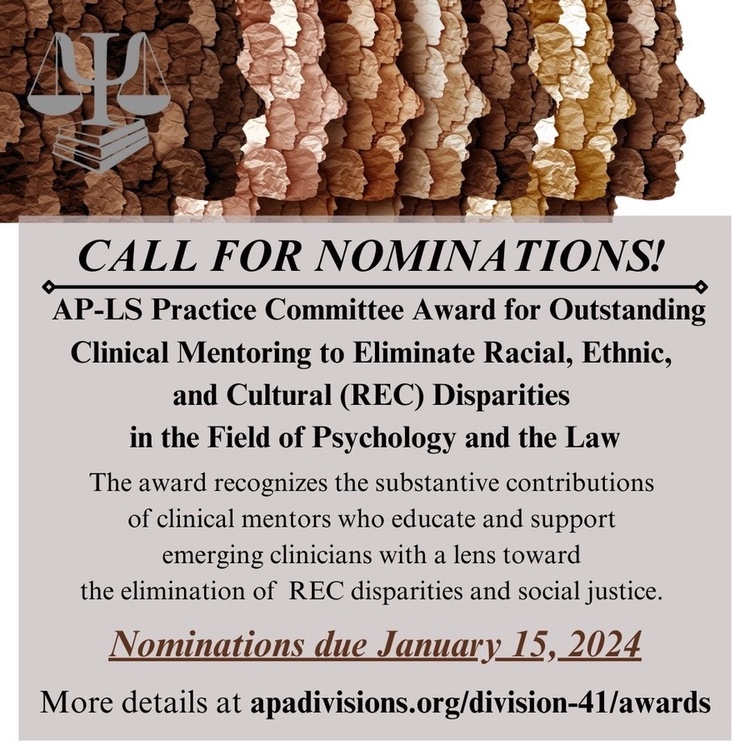 CALL FOR NOMINATIONS!
AP-LS Practice Committee Award for Outstanding
Clinical Mentoring to Eliminate Racial, Ethnic,
and Cultural (REC) Disparities
in the Field of Psychology and the Law
The award recognizes the substantive contributions
of clinical mentors who educate and support
emerging clinicians with a lens toward
the elimination of REC disparities and social justice.
Nominations due January 15, 2024
More details at apadivisions.org/division-41/awards